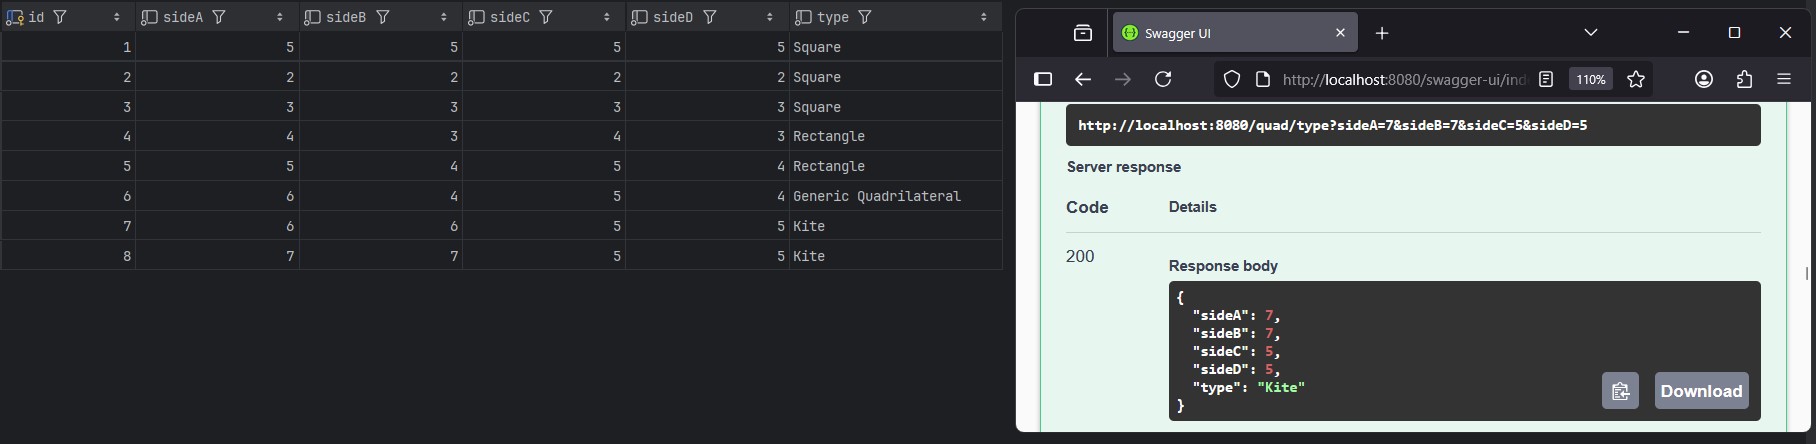 id sideA sideB sideC sideD type
1 5 5 5 5 Square
2 2 2 2 2 Square
3 3 3 3 3 Square
4 4 3 4 3 Rectangle
5 5 4 5 4 Rectangle
6 6 4 5 4 Generic Quadrilateral
7 6 6 5 5 Kite
8 7 7 5 5 Kite
Swagger UI
http://localhost:8080/swagger-ui/inde
110%
http://localhost:8080/quad/type?sideA=7&sideB=7&sideC=5&sideD=5
Server response
Code Details
200
Response body
{
"sideA": 7,
"sideB": 7,
"sideC": 5,
"sideD": 5,
"type": "Kite"
}
Download